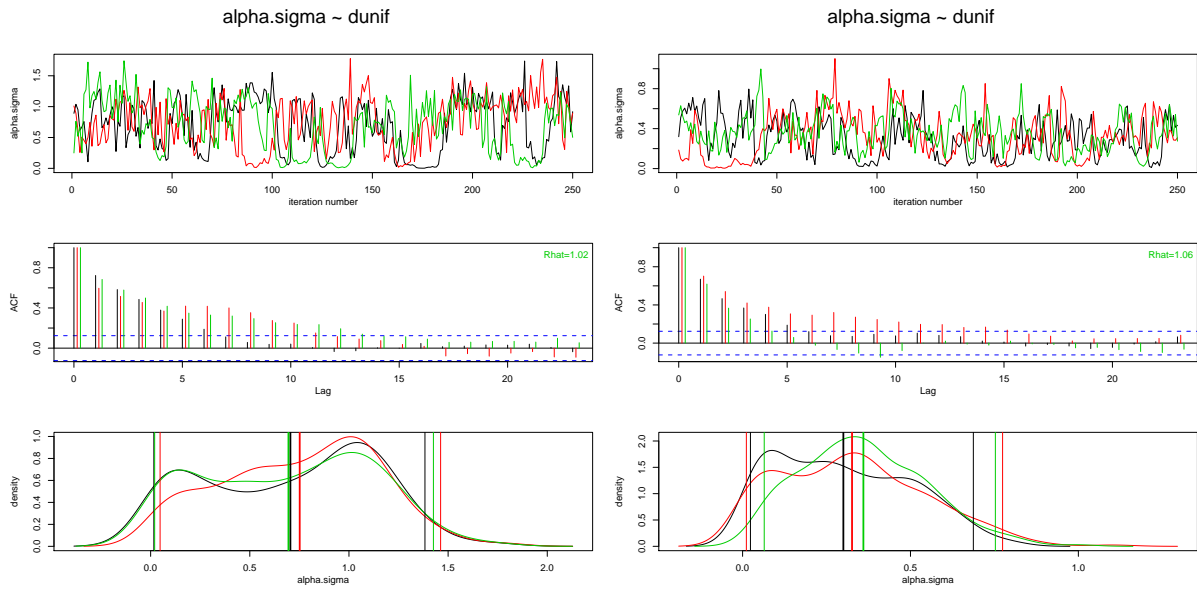 alpha.sigma ~ dunif
alpha.sigma
0.0 0.5 1.0 1.5
0 50 100 150 200 250
iteration number
ACF
0.0 0.4 0.8
Rhat=1.02
0 5 10 15 20
Lag
density
0.0 0.2 0.4 0.6 0.8 1.0
0.0 0.5 1.0 1.5 2.0
alpha.sigma
alpha.sigma ~ dunif
alpha.sigma
0.0 0.4 0.8
0 50 100 150 200 250
iteration number
ACF
0.0 0.4 0.8
Rhat=1.06
0 5 10 15 20
Lag
density
0.0 0.5 1.0 1.5 2.0
0.0 0.5 1.0
alpha.sigma